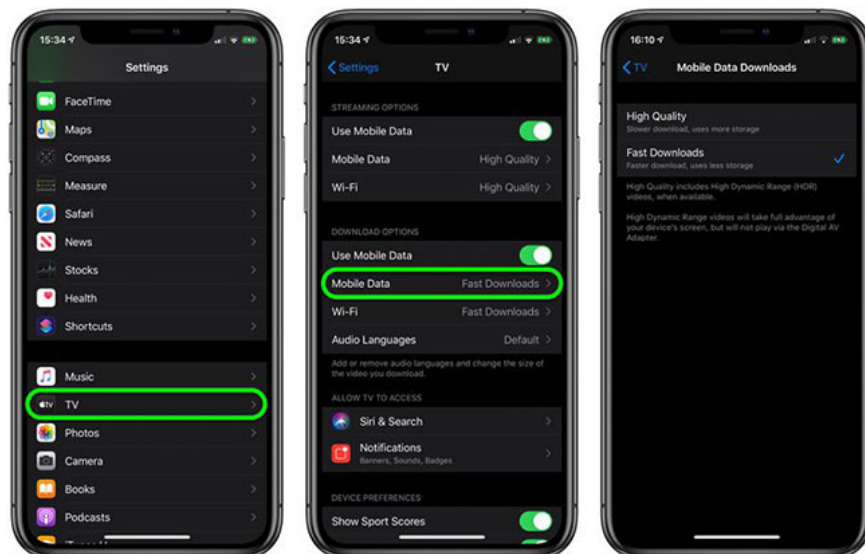 15:34
Settings
FaceTime
Maps
Compass
Measure
Safari
News
Stocks
Health
Shortcuts
Music
tv TV
Photos
Camera
Books
Podcasts
15:34
Settings TV
STREAMING OPTIONS
Use Mobile Data
Mobile Data High Quality
Wi-Fi High Quality
DOWNLOAD OPTIONS
Use Mobile Data
Mobile Data Fast Downloads
Wi-Fi Fast Downloads
Audio Languages Default
Add or remove audio languages and change the size of
the video you download.
ALLOW TV TO ACCESS
Siri & Search
Notifications
Banners, Sounds, Badges
DEVICE PREFERENCES
Show Sport Scores
16:10
TV Mobile Data Downloads
High Quality
Slower download, uses more storage
Fast Downloads
Faster download, uses less storage
High Quality includes High Dynamic Range (HDR)
videos, when available.
High Dynamic Range videos will take full advantage of
your device's screen, but will not play via the Digital AV
Adapter.